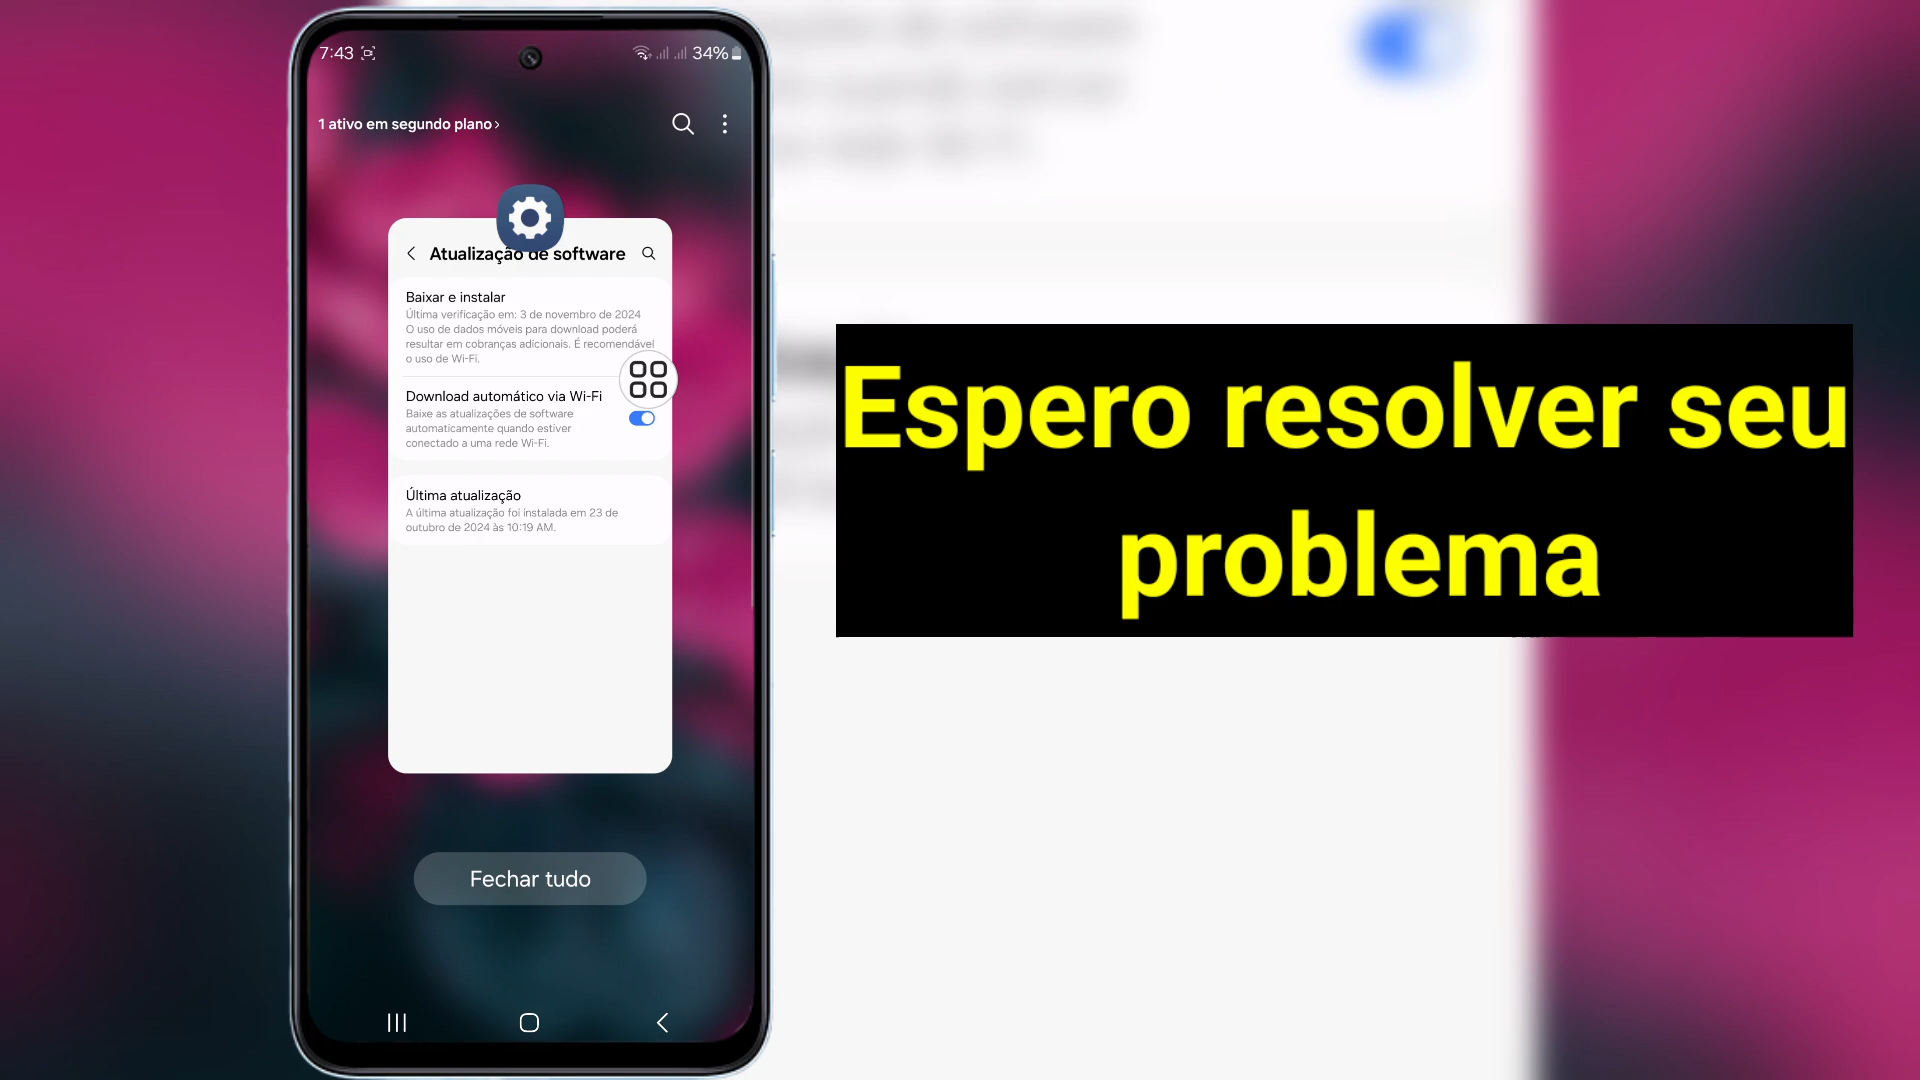 7:43
34%
1 ativo em segundo plano
Atualização de software
Baixar e instalar
Última verificação em: 3 de novembro de 2024
O uso de dados móveis para download poderá
resultar em cobranças adicionais. É recomendável
o uso de Wi-Fi.
Download automático via Wi-Fi
Baixe as atualizações de software
automaticamente quando estiver
conectado a uma rede Wi-Fi.
Última atualização
A última atualização foi instalada em 23 de
outubro de 2024 às 10:19 AM.
Fechar tudo
Espero resolver seu
problema